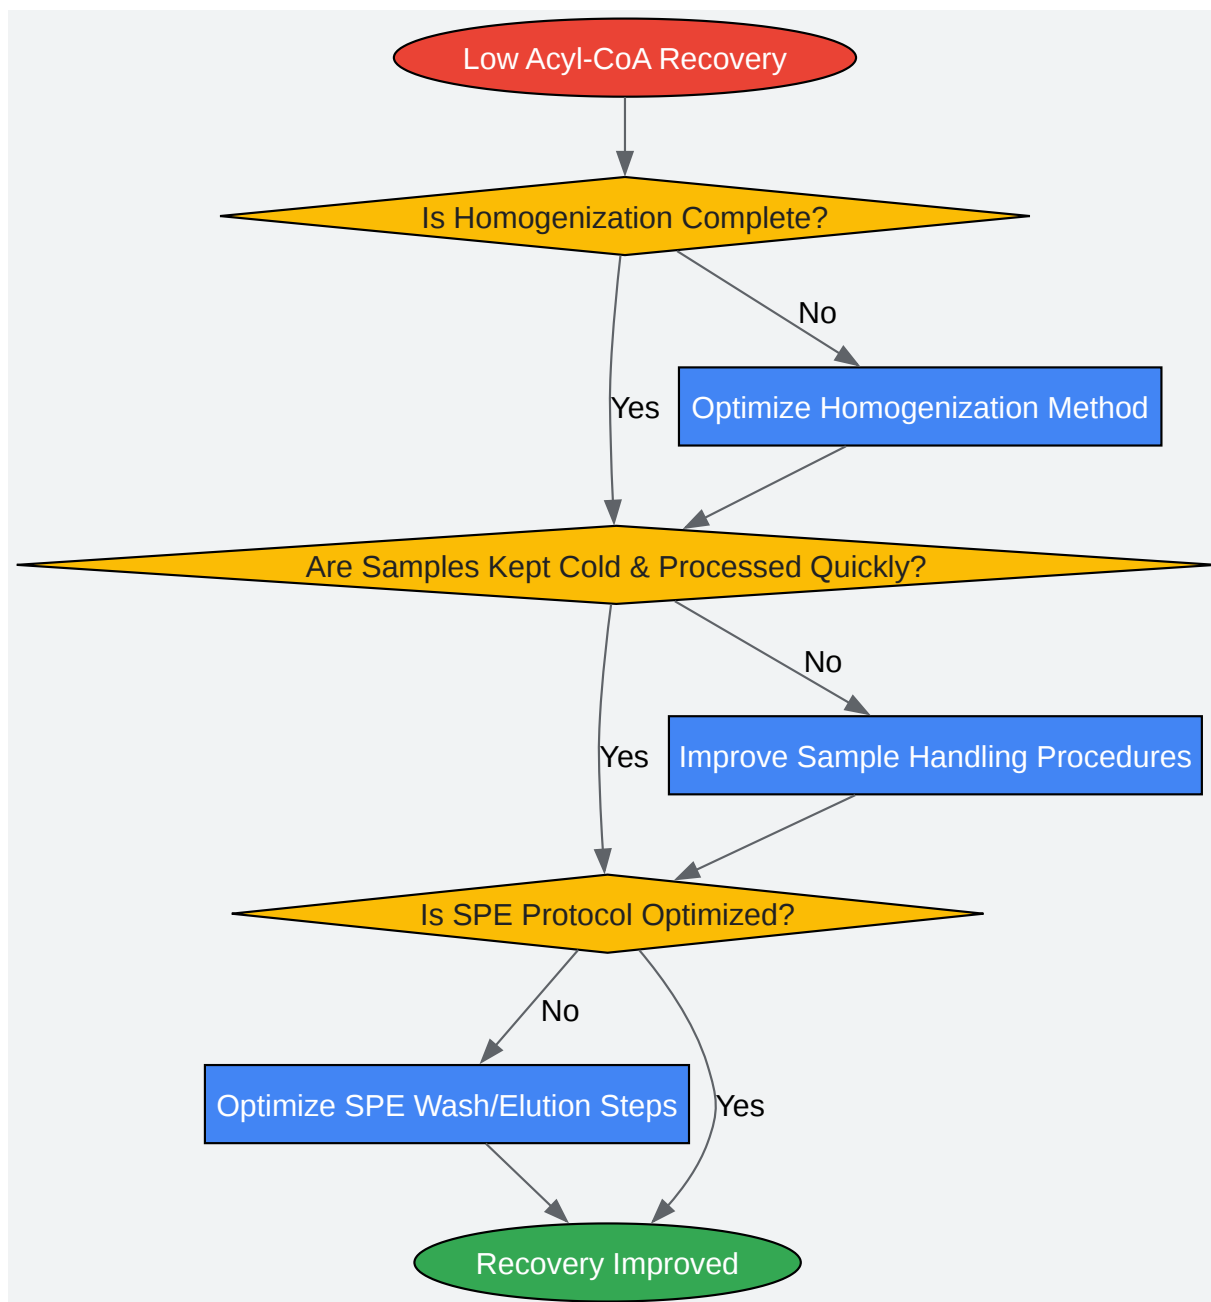 Low Acyl-CoA Recovery
Is Homogenization Complete?
No
Yes
Optimize Homogenization Method
Are Samples Kept Cold & Processed Quickly?
No
Yes
Improve Sample Handling Procedures
Is SPE Protocol Optimized?
No
Optimize SPE Wash/Elution Steps
Yes
Recovery Improved